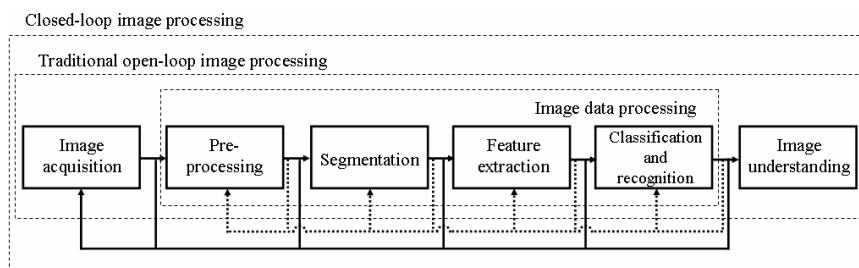 Closed-loop image processing
Traditional open-loop image processing
Image data processing
Image
acquisition
Pre-
processing
Segmentation
Feature
extraction
Classification
and
recognition
Image
understanding